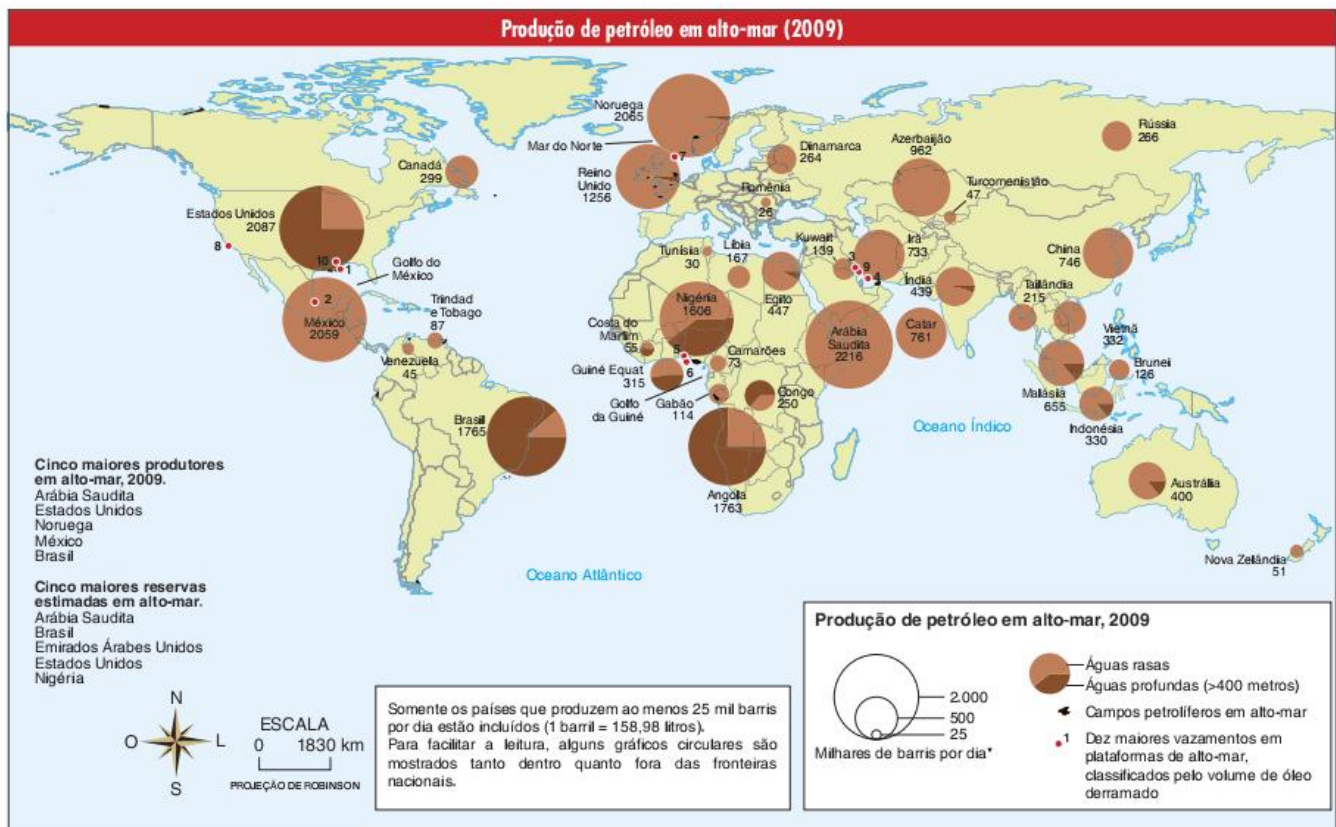 Produção de petróleo em alto-mar (2009)
Noruega
2065
Mar do Norte
7
Reino
Unido
1256
Dinamarca
264
Romênia
26
Azerbaijão
962
Turcomenistão
47
Rússia
266
Canadá
299
Estados Unidos
2087
8
10
1
Golfo do
México
2
México
2059
Trindad
e Tobago
87
Venezuella
45
Brasil
1765
Tunísia
30
Líbia
167
Egito
447
Kuwait
139
3
9
4
Irã
733
Índia
439
China
746
Taillândia
215
Vietnã
332
Brunei
126
Mallásia
655
Indonésia
330
Nigéria
1606
Costa do
Marfim
55
5
6
Guiné Equat
315
Camarões
73
Golfo
da Guiné
Gabão
114
Congo
250
Angola
1763
Arábia
Saudita
2216
Catar
761
Oceano Índico
Austrállia
400
Nova Zellândia
51
Oceano Atlântico
Cinco maiores produtores
em alto-mar, 2009.
Arábia Saudita
Estados Unidos
Noruega
México
Brasil
Cinco maiores reservas
estimadas em alto-mar.
Arábia Saudita
Brasil
Emirados Árabes Unidos
Estados Unidos
Nigéria
N
O
L
S
ESCALA
0 1830 km
PROJEÇÃO DE ROBINSON
Somente os países que produzem ao menos 25 mil barris
por dia estão incluídos (1 barril = 158,98 litros).
Para facilitar a leitura, alguns gráficos circulares são
mostrados tanto dentro quanto fora das fronteiras
nacionais.
Produção de petróleo em alto-mar, 2009
2.000
500
25
Milhares de barris por dia*
Águas rasas
Águas profundas (>400 metros)
Campos petrolíferos em alto-mar
1 Dez maiores vazamentos em
plataformas de alto-mar,
classificados pelo volume de óleo
derramado